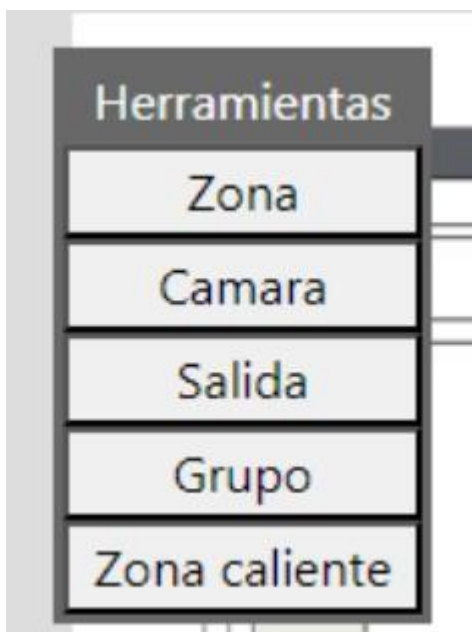 Herramientas
Zona
Camara
Salida
Grupo
Zona caliente